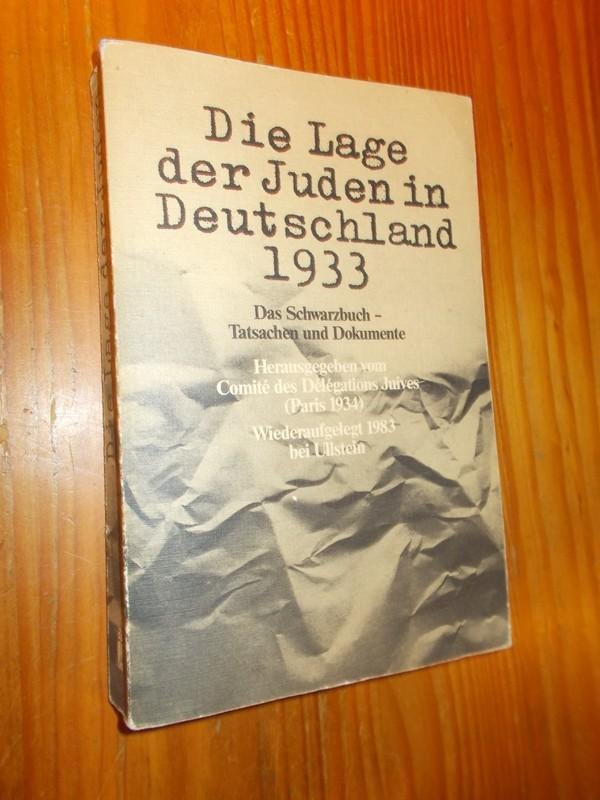 Die Lage
der Juden in
Deutschland
1933
Das Schwarzbuch –
Tatsachen und Dokumente
Herausgegeben vom
Comité des Délégations Juives
(Paris 1934)
Wiederaufgelegt 1983
bei Ullstein